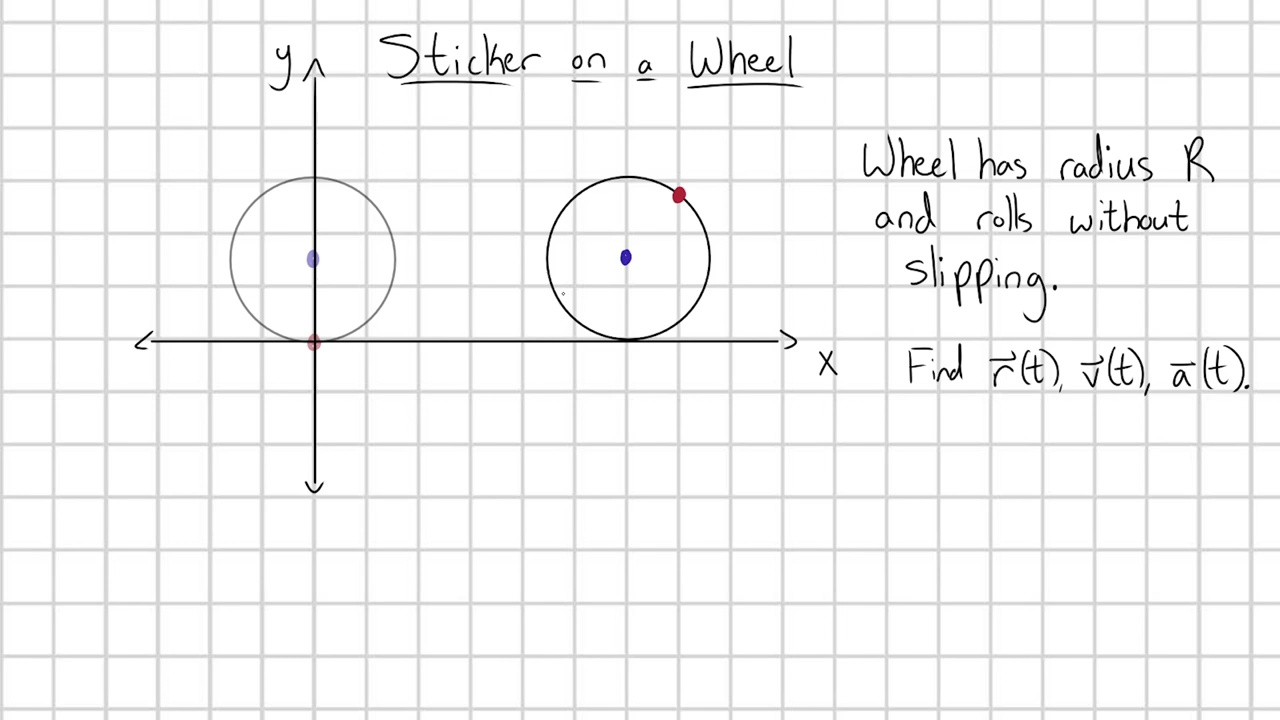 y
Sticker on a Wheel
Wheel has radius R
and rolls without
slipping.
x
Find r⃗(t), v⃗(t), a⃗(t).